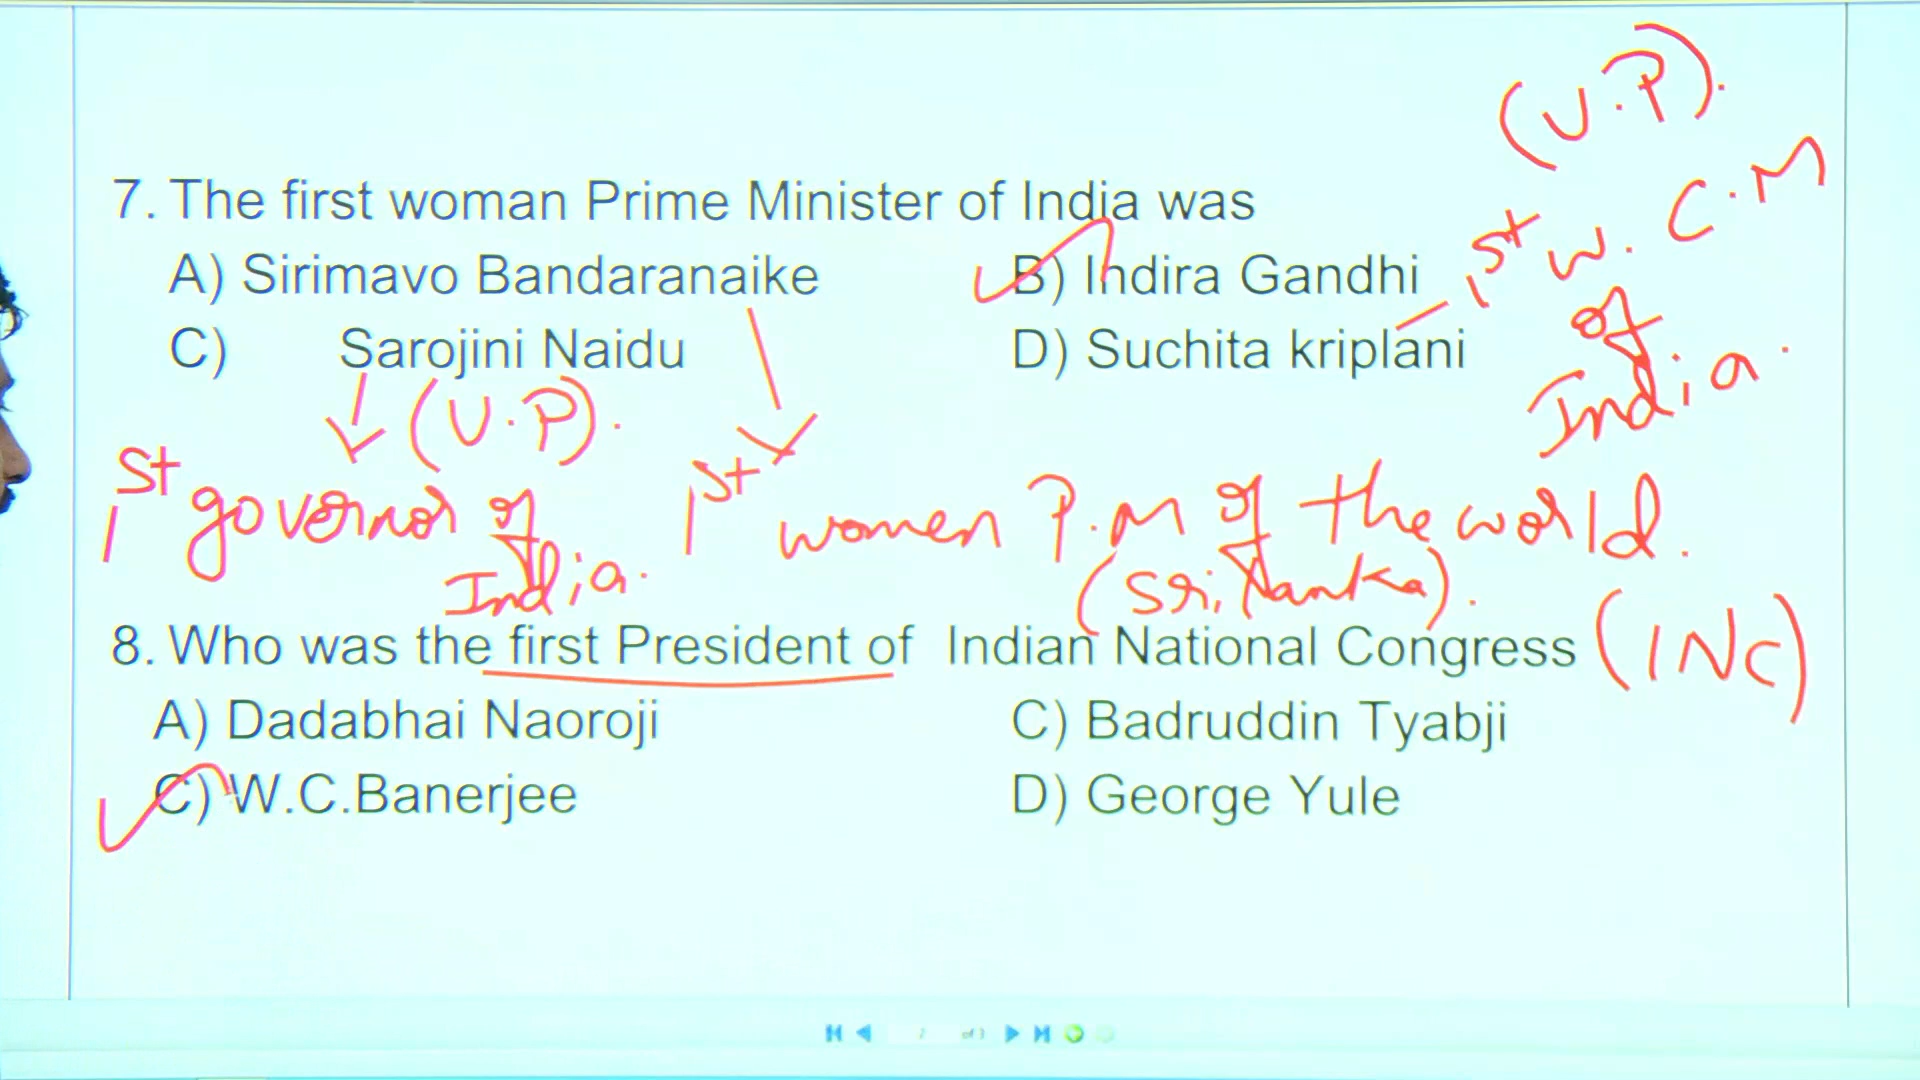 (U.P).
7. The first woman Prime Minister of India was
A) Sirimavo Bandaranaike B) Indira Gandhi
C) Sarojini Naidu D) Suchita kriplani
1st W. C.M
of
India.
(U.P).
1st governor of
India.
1st women P.M of the world.
(Sri Lanka).
8. Who was the first President of Indian National Congress (INC)
A) Dadabhai Naoroji C) Badruddin Tyabji
C) W.C.Banerjee D) George Yule